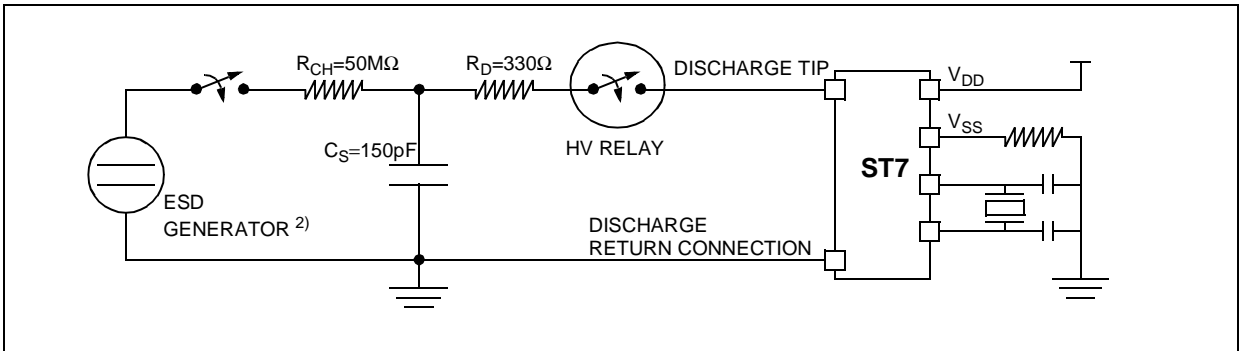 R_CH=50MΩ
R_D=330Ω
DISCHARGE TIP
V_DD
V_SS
C_S=150pF
HV RELAY
ST7
ESD
GENERATOR 2)
DISCHARGE
RETURN CONNECTION